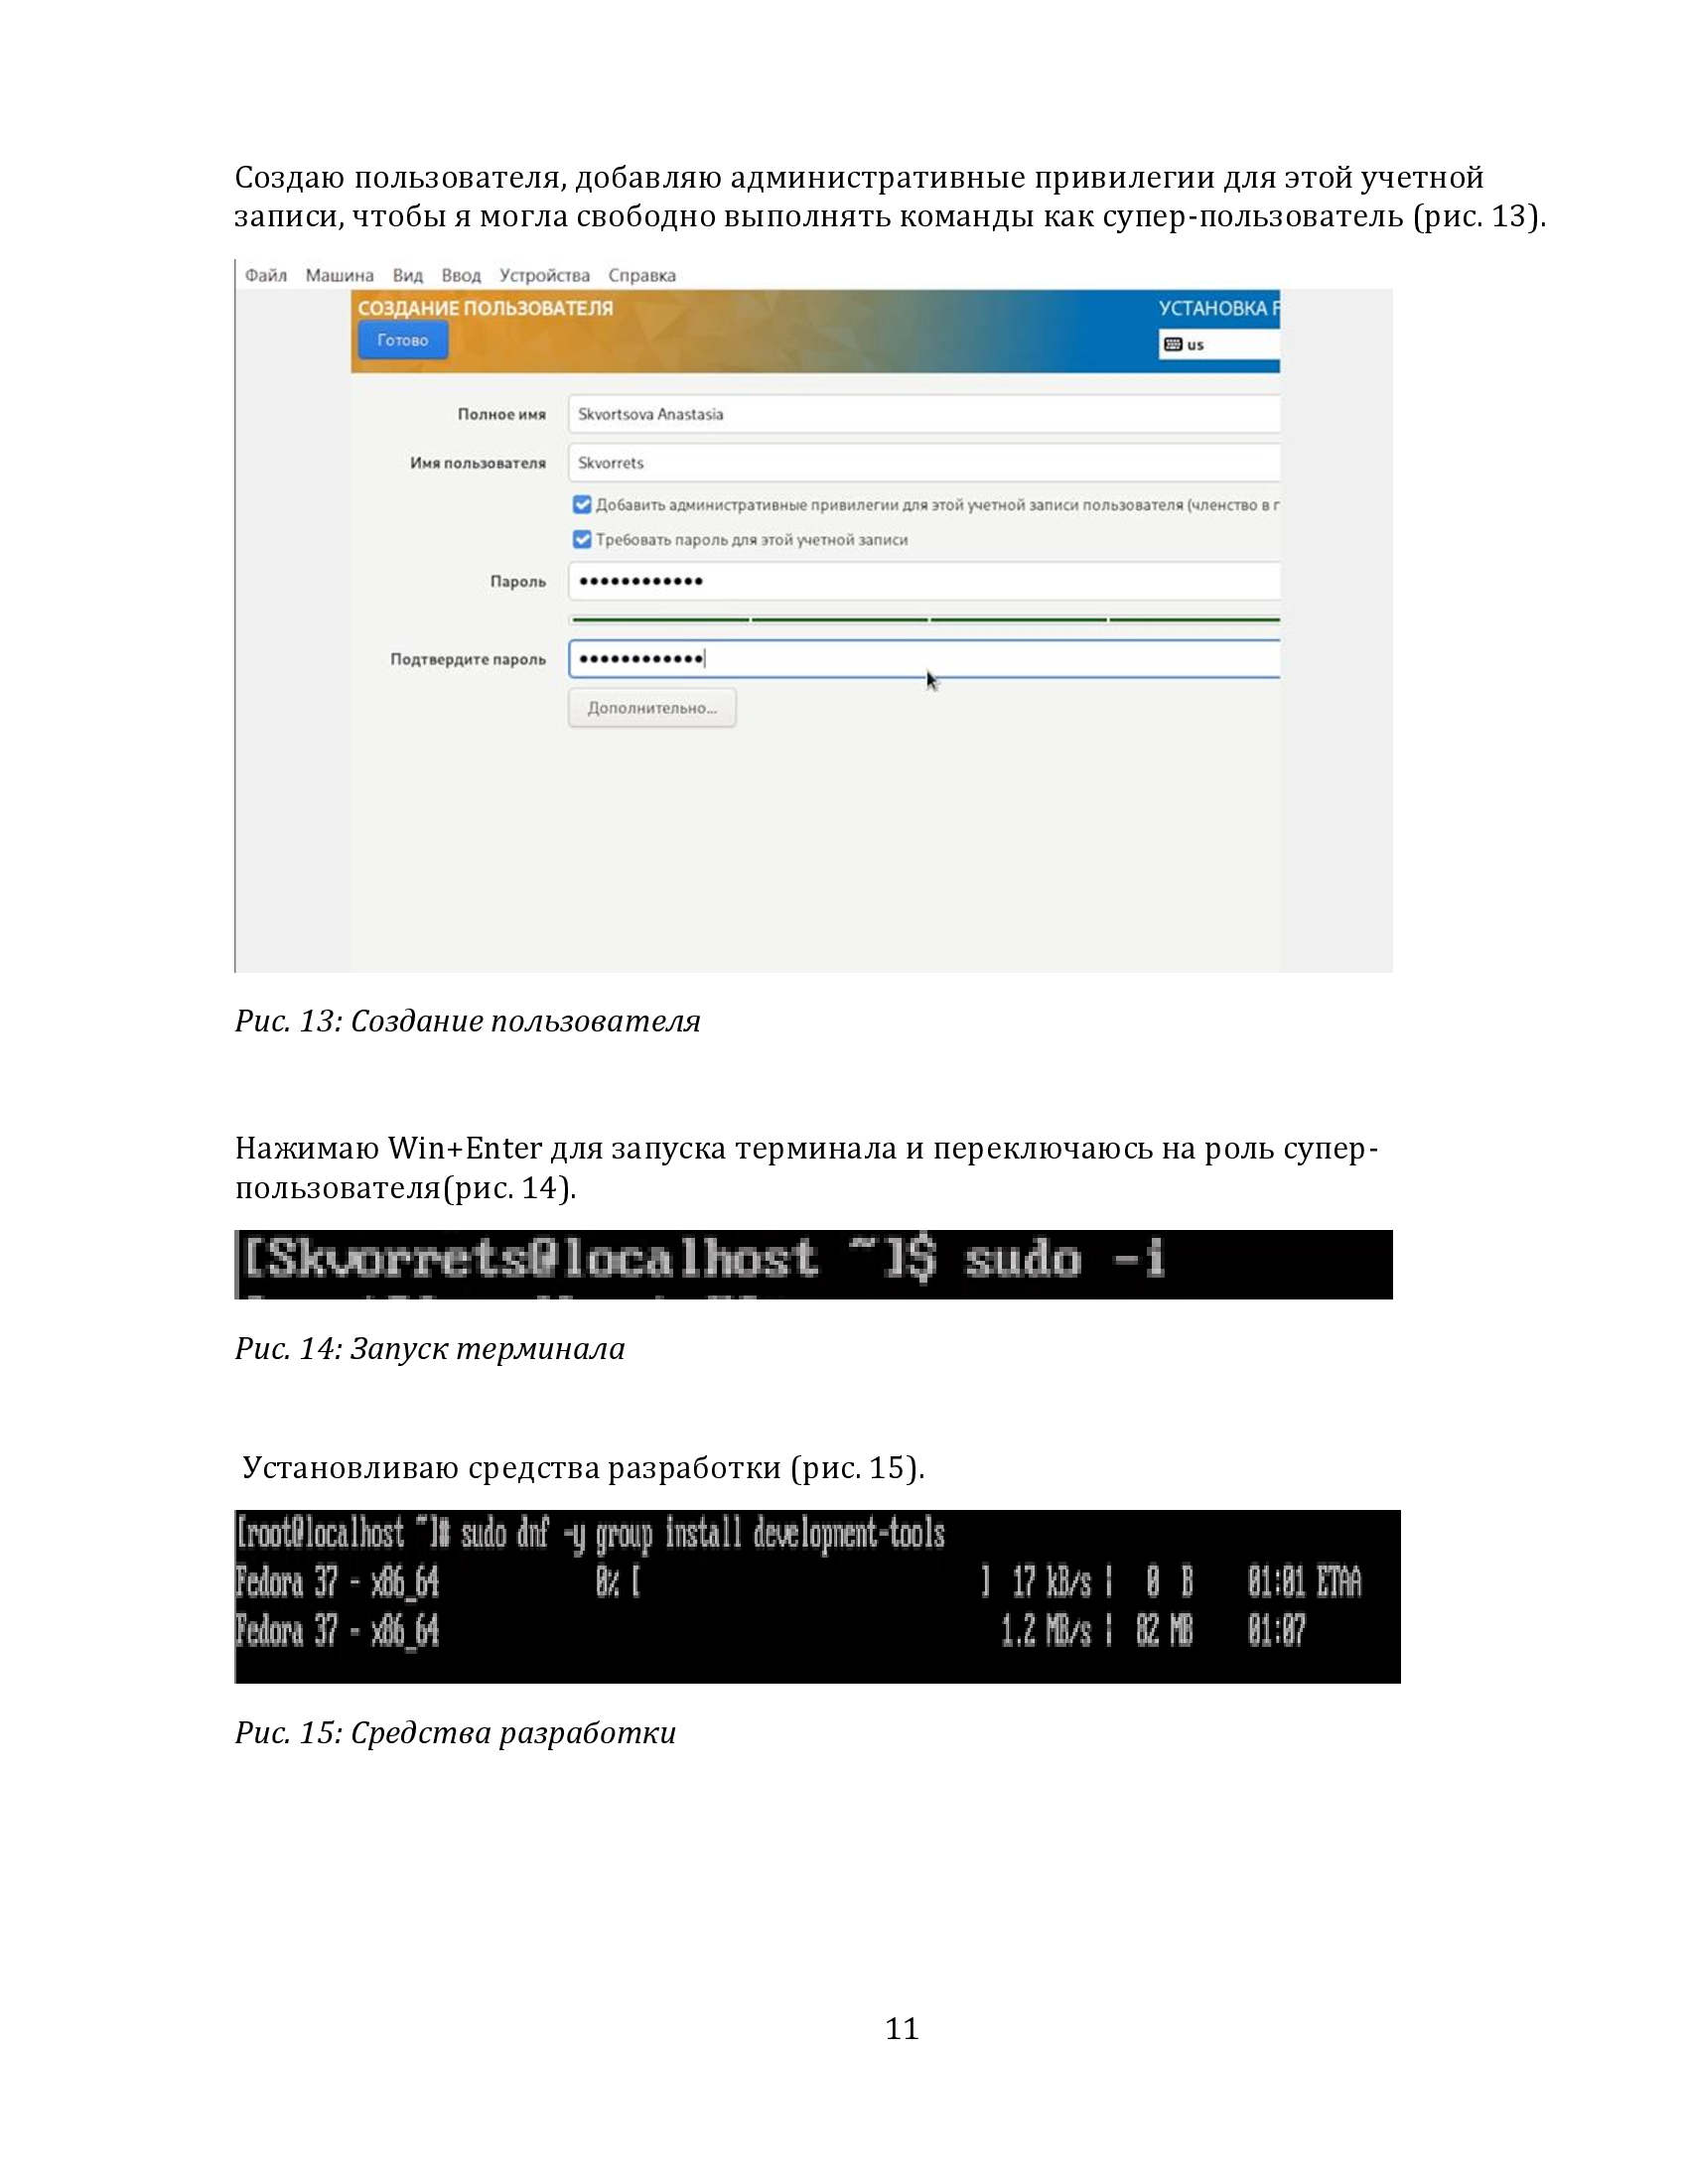 Создаю пользователя, добавляю административные привилегии для этой учетной
записи, чтобы я могла свободно выполнять команды как супер-пользователь (рис. 13).
Файл Машина Вид Ввод Устройства Справка
СОЗДАНИЕ ПОЛЬЗОВАТЕЛЯ
УСТАНОВКА F
Готово
us
Полное имя Skvortsova Anastasia
Имя пользователя Skvorrets
Добавить административные привилегии для этой учетной записи пользователя (членство в г
Требовать пароль для этой учетной записи
Пароль ••••••••••••
Подтвердите пароль ••••••••••••
Дополнительно...
Рис. 13: Создание пользователя
Нажимаю Win+Enter для запуска терминала и переключаюсь на роль супер-
пользователя(рис. 14).
[Skvorrets@localhost ~]$ sudo -i
Рис. 14: Запуск терминала
Установливаю средства разработки (рис. 15).
[root@localhost ~]# sudo dnf -y group install development-tools
Fedora 37 - x86_64 0% [ ] 17 kB/s | 0 B 01:01 ETAA
Fedora 37 - x86_64 1.2 MB/s | 82 MB 01:07
Рис. 15: Средства разработки
11